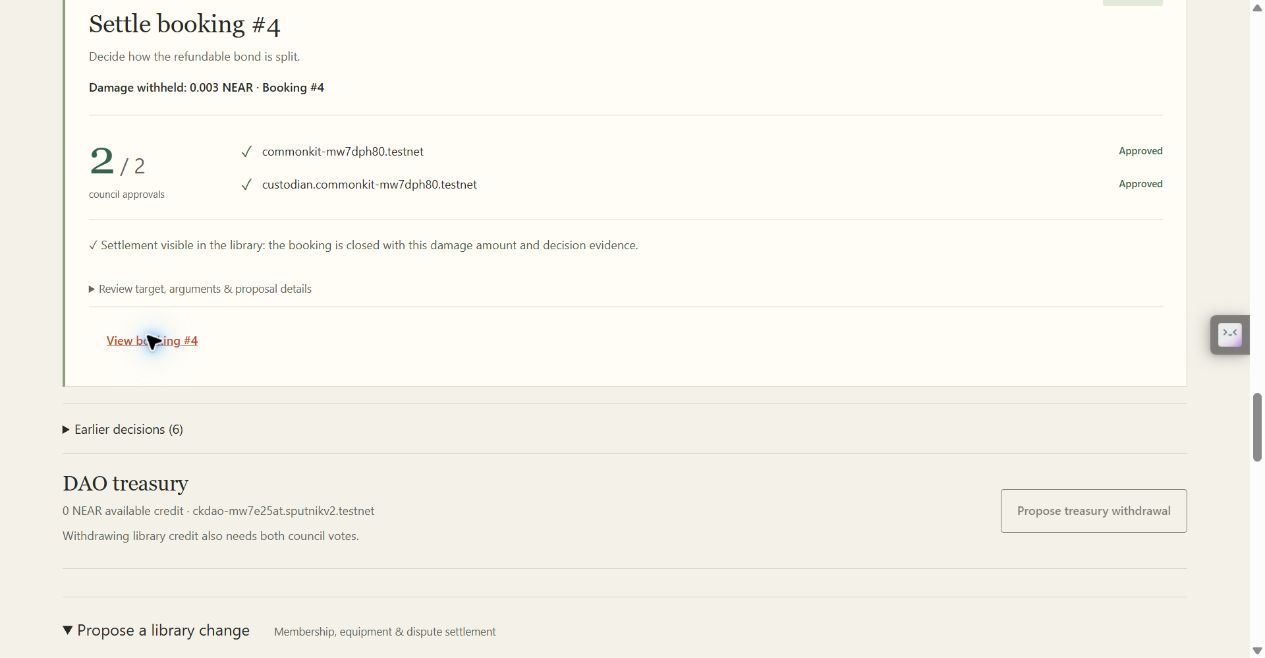 Settle booking #4
Decide how the refundable bond is split.
Damage withheld: 0.003 NEAR · Booking #4
2 / 2
council approvals
✓ commonkit-mw7dph80.testnet Approved
✓ custodian.commonkit-mw7dph80.testnet Approved
✓ Settlement visible in the library: the booking is closed with this damage amount and decision evidence.
▶ Review target, arguments & proposal details
View booking #4
▶ Earlier decisions (6)
DAO treasury
0 NEAR available credit · ckdao-mw7e25at.sputnikv2.testnet
Withdrawing library credit also needs both council votes.
Propose treasury withdrawal
▼ Propose a library change Membership, equipment & dispute settlement